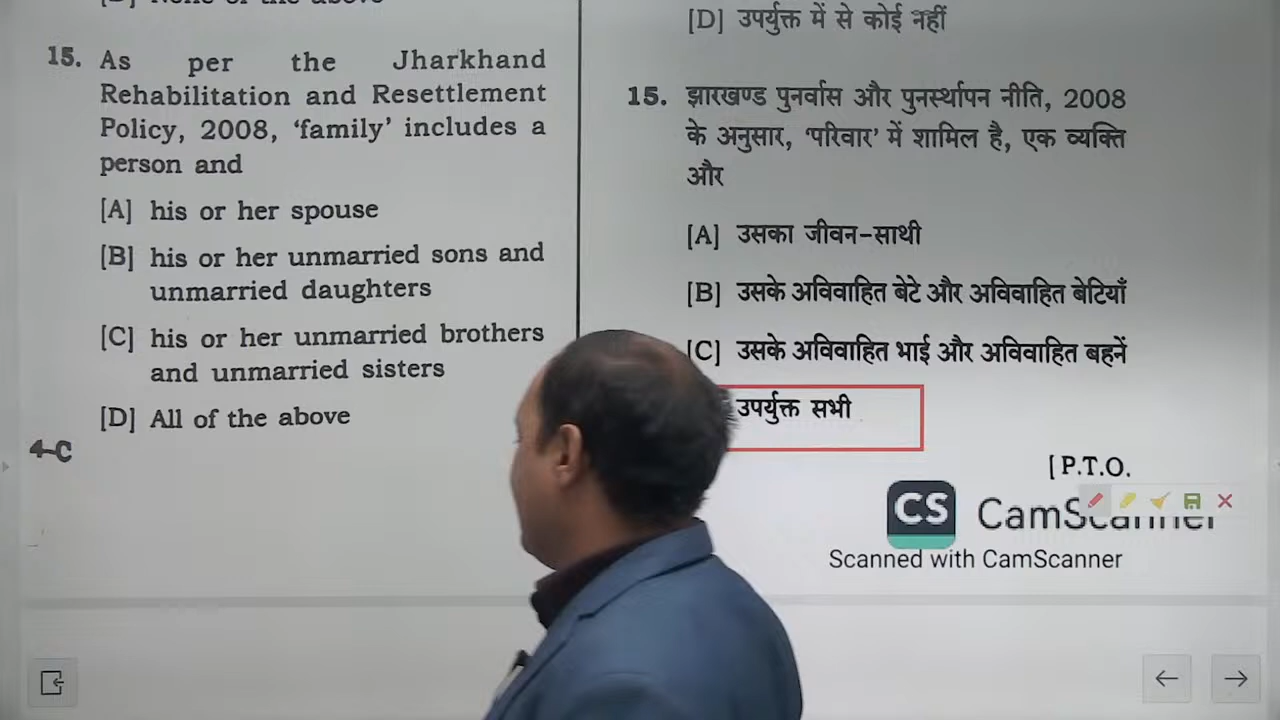 15. As per the Jharkhand
Rehabilitation and Resettlement
Policy, 2008, ‘family’ includes a
person and
[A] his or her spouse
[B] his or her unmarried sons and
unmarried daughters
[C] his or her unmarried brothers
and unmarried sisters
[D] All of the above
4-C
[D] उपर्युक्त में से कोई नहीं
15. झारखण्ड पुनर्वास और पुनर्स्थापन नीति, 2008
के अनुसार, ‘परिवार’ में शामिल है, एक व्यक्ति
और
[A] उसका जीवन-साथी
[B] उसके अविवाहित बेटे और अविवाहित बेटियाँ
[C] उसके अविवाहित भाई और अविवाहित बहनें
उपर्युक्त सभी
[P.T.O.
CS CamScanner
Scanned with CamScanner